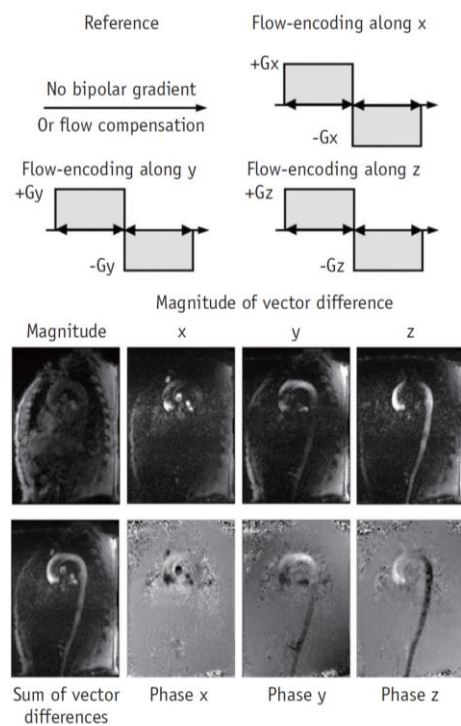 Reference
Flow-encoding along x
+Gx
No bipolar gradient
Or flow compensation
-Gx
Flow-encoding along y
Flow-encoding along z
+Gy
+Gz
-Gy
-Gz
Magnitude of vector difference
Magnitude
x
y
z
Sum of vector
differences
Phase x
Phase y
Phase z